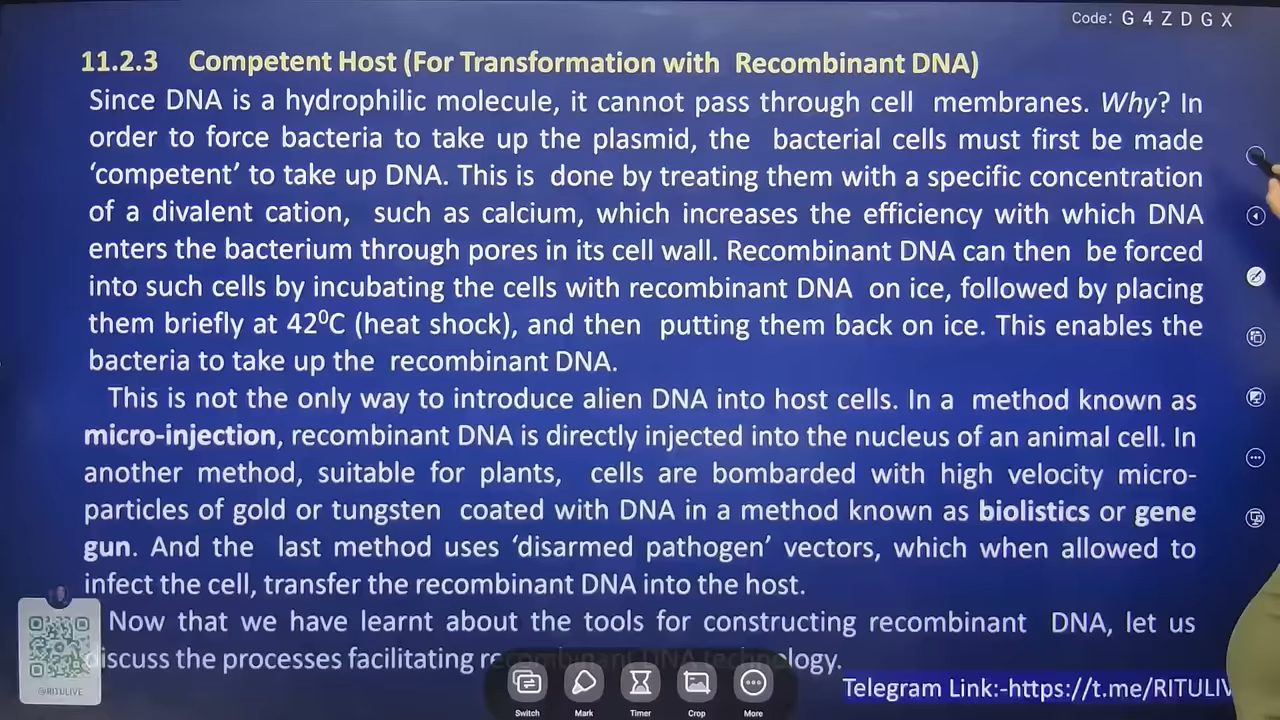 Code: G 4 Z D G X
11.2.3 Competent Host (For Transformation with Recombinant DNA)
Since DNA is a hydrophilic molecule, it cannot pass through cell membranes. Why? In
order to force bacteria to take up the plasmid, the bacterial cells must first be made
‘competent’ to take up DNA. This is done by treating them with a specific concentration
of a divalent cation, such as calcium, which increases the efficiency with which DNA
enters the bacterium through pores in its cell wall. Recombinant DNA can then be forced
into such cells by incubating the cells with recombinant DNA on ice, followed by placing
them briefly at 42⁰C (heat shock), and then putting them back on ice. This enables the
bacteria to take up the recombinant DNA.
This is not the only way to introduce alien DNA into host cells. In a method known as
micro-injection, recombinant DNA is directly injected into the nucleus of an animal cell. In
another method, suitable for plants, cells are bombarded with high velocity micro-
particles of gold or tungsten coated with DNA in a method known as biolistics or gene
gun. And the last method uses ‘disarmed pathogen’ vectors, which when allowed to
infect the cell, transfer the recombinant DNA into the host.
Now that we have learnt about the tools for constructing recombinant DNA, let us
discuss the processes facilitating recombinant DNA technology.
@RITULIVE
Telegram Link:-https://t.me/RITULIV
Switch Mark Timer Crop More